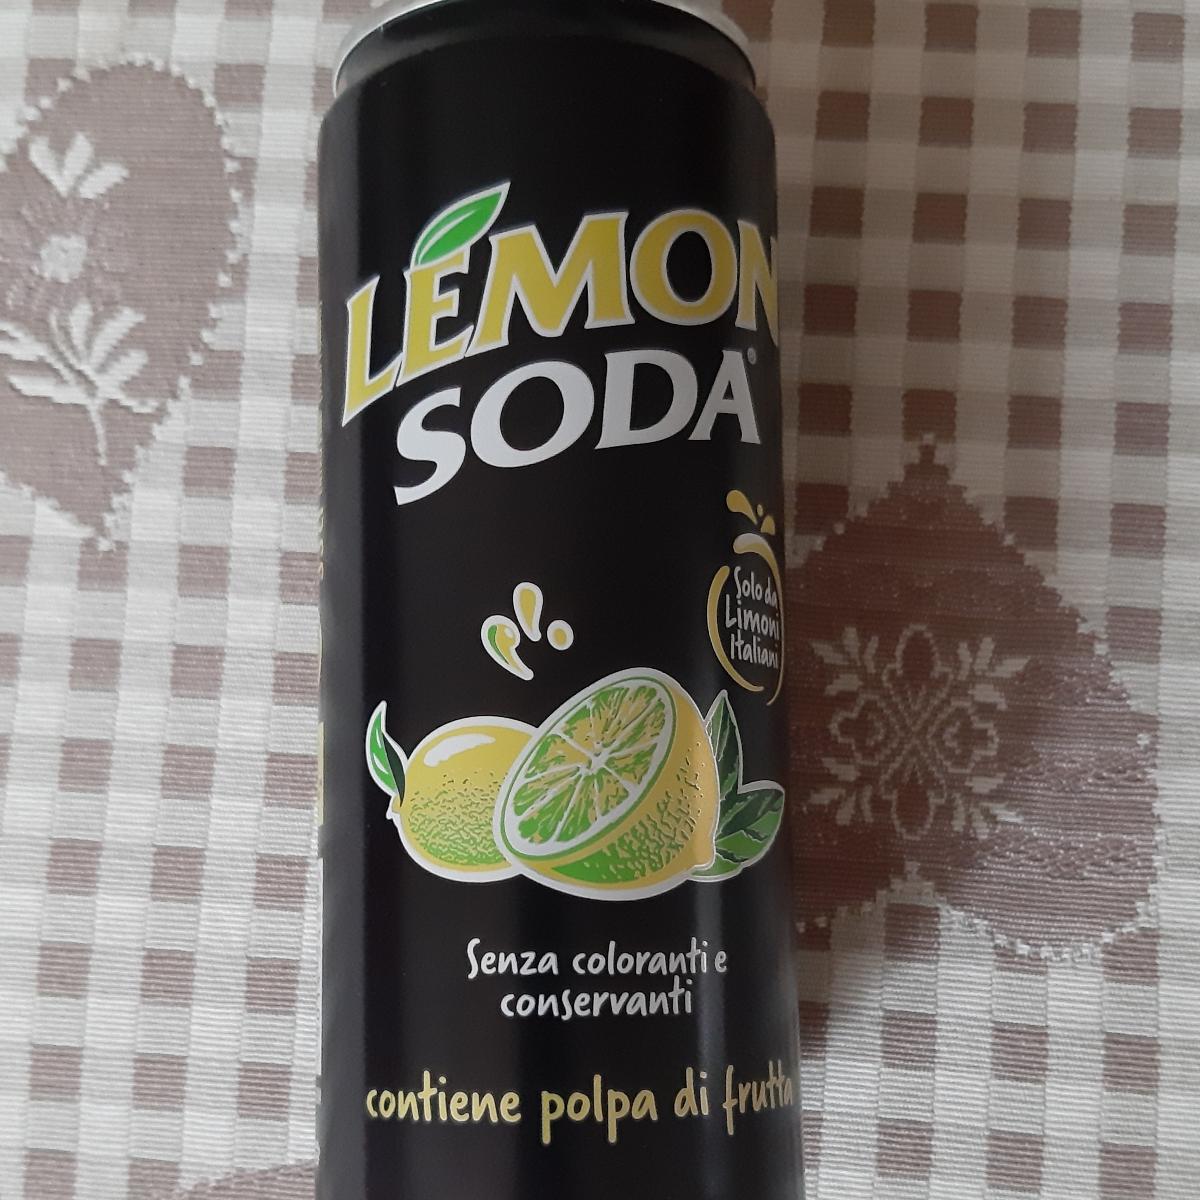 LEMON
SODA®
Solo da
Limoni
Italiani
Senza coloranti e
conservanti
contiene polpa di frutta